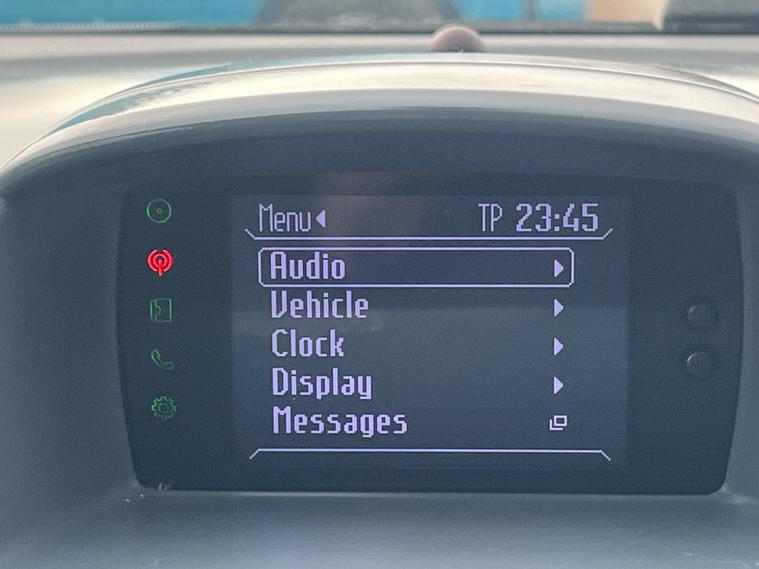 Menu
TP 23:45
Audio
Vehicle
Clock
Display
Messages